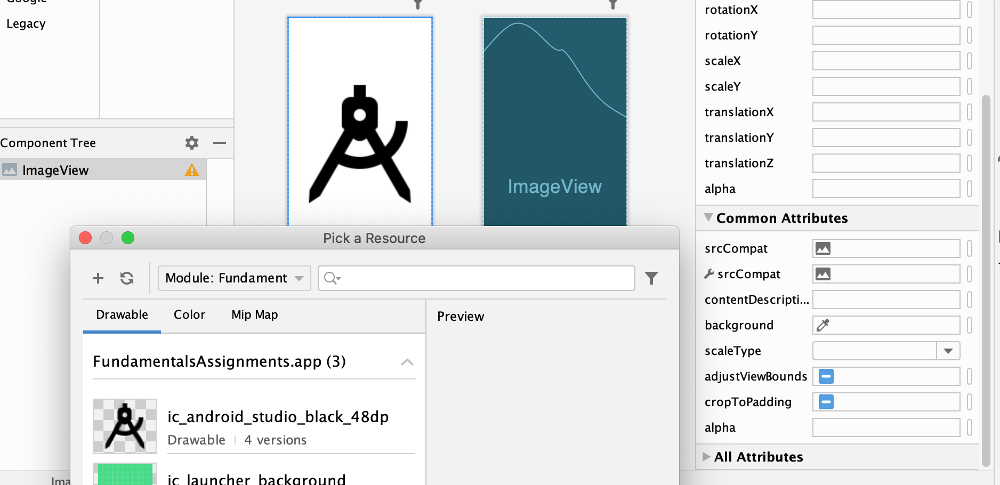 Google
Legacy
Component Tree
ImageView
ImageView
rotationX
rotationY
scaleX
scaleY
translationX
translationY
translationZ
alpha
Common Attributes
srcCompat
srcCompat
contentDescripti...
background
scaleType
adjustViewBounds
cropToPadding
alpha
All Attributes
Pick a Resource
Module: Fundament
Drawable Color Mip Map
Preview
FundamentalsAssignments.app (3)
ic_android_studio_black_48dp
Drawable | 4 versions
ic_launcher_background
Ima